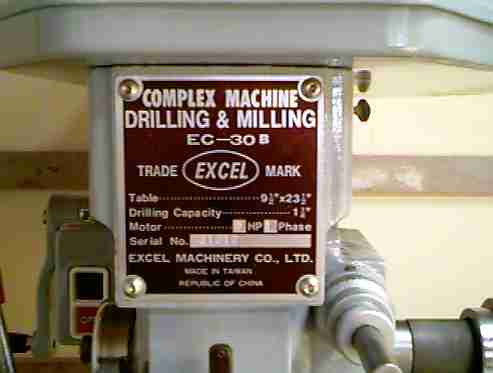 COMPLEX MACHINE
DRILLING & MILLING
EC-30B
TRADE EXCEL MARK
Table 9½"x23½"
Drilling Capacity 1¼"
Motor HP Phase
Serial No.
EXCEL MACHINERY CO., LTD.
MADE IN TAIWAN
REPUBLIC OF CHINA